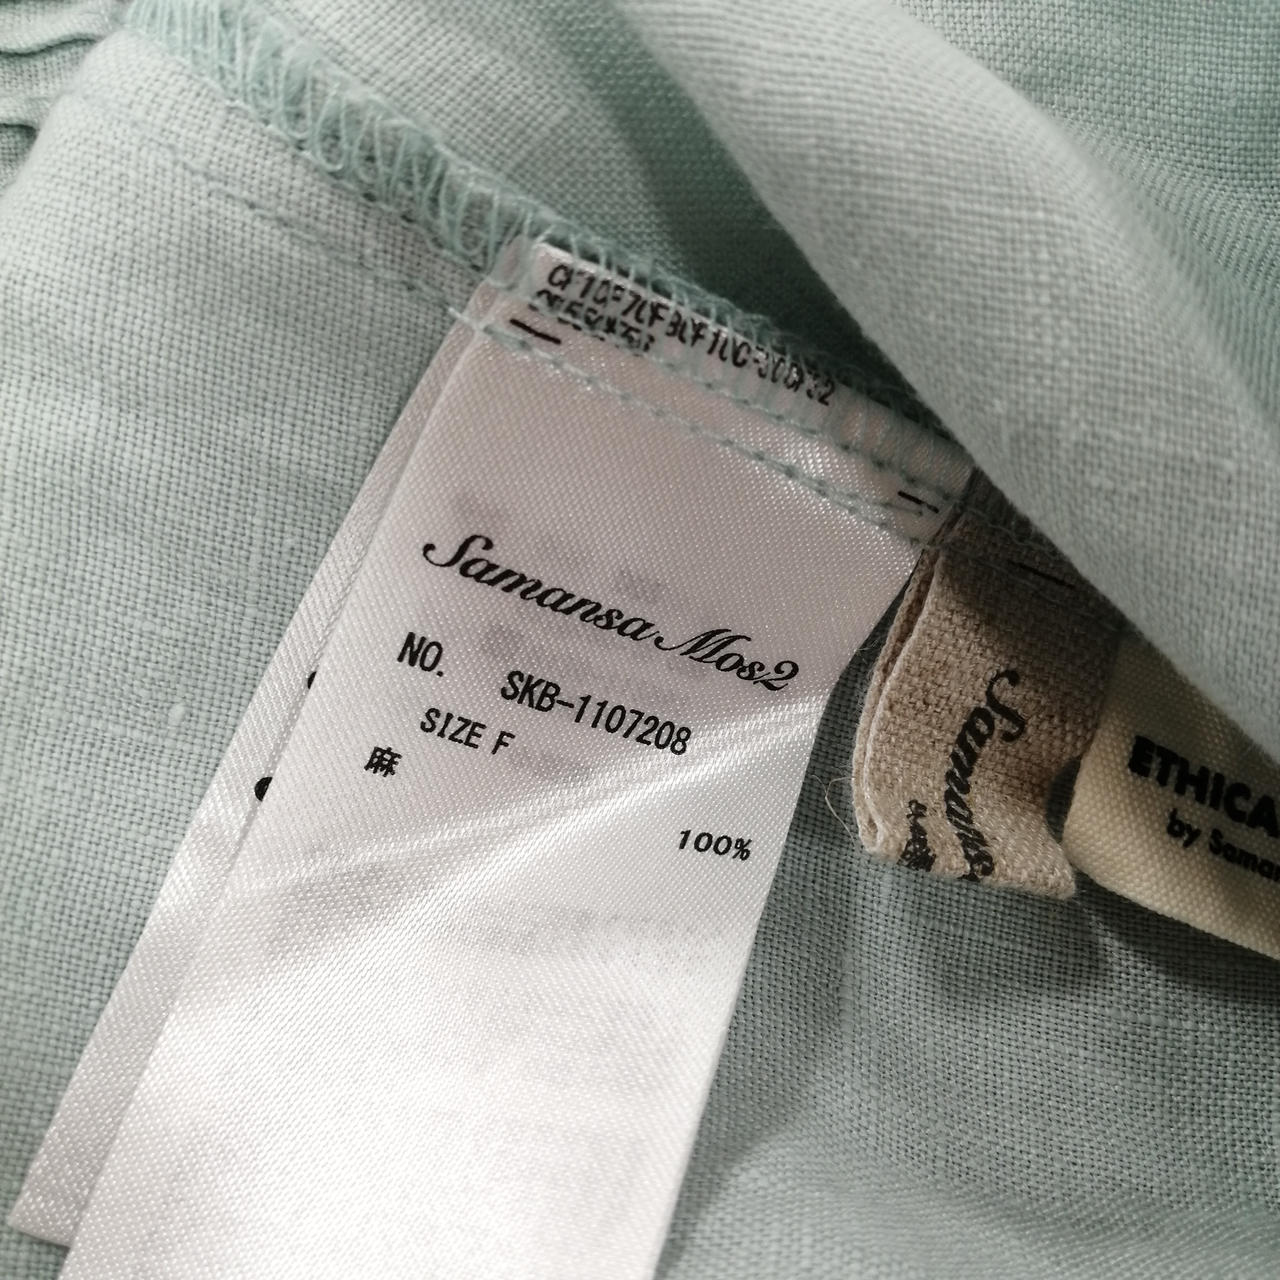 Samansa Mos2
NO. SKB-1107208
SIZE F
麻
100%
ETHICA
by Saman